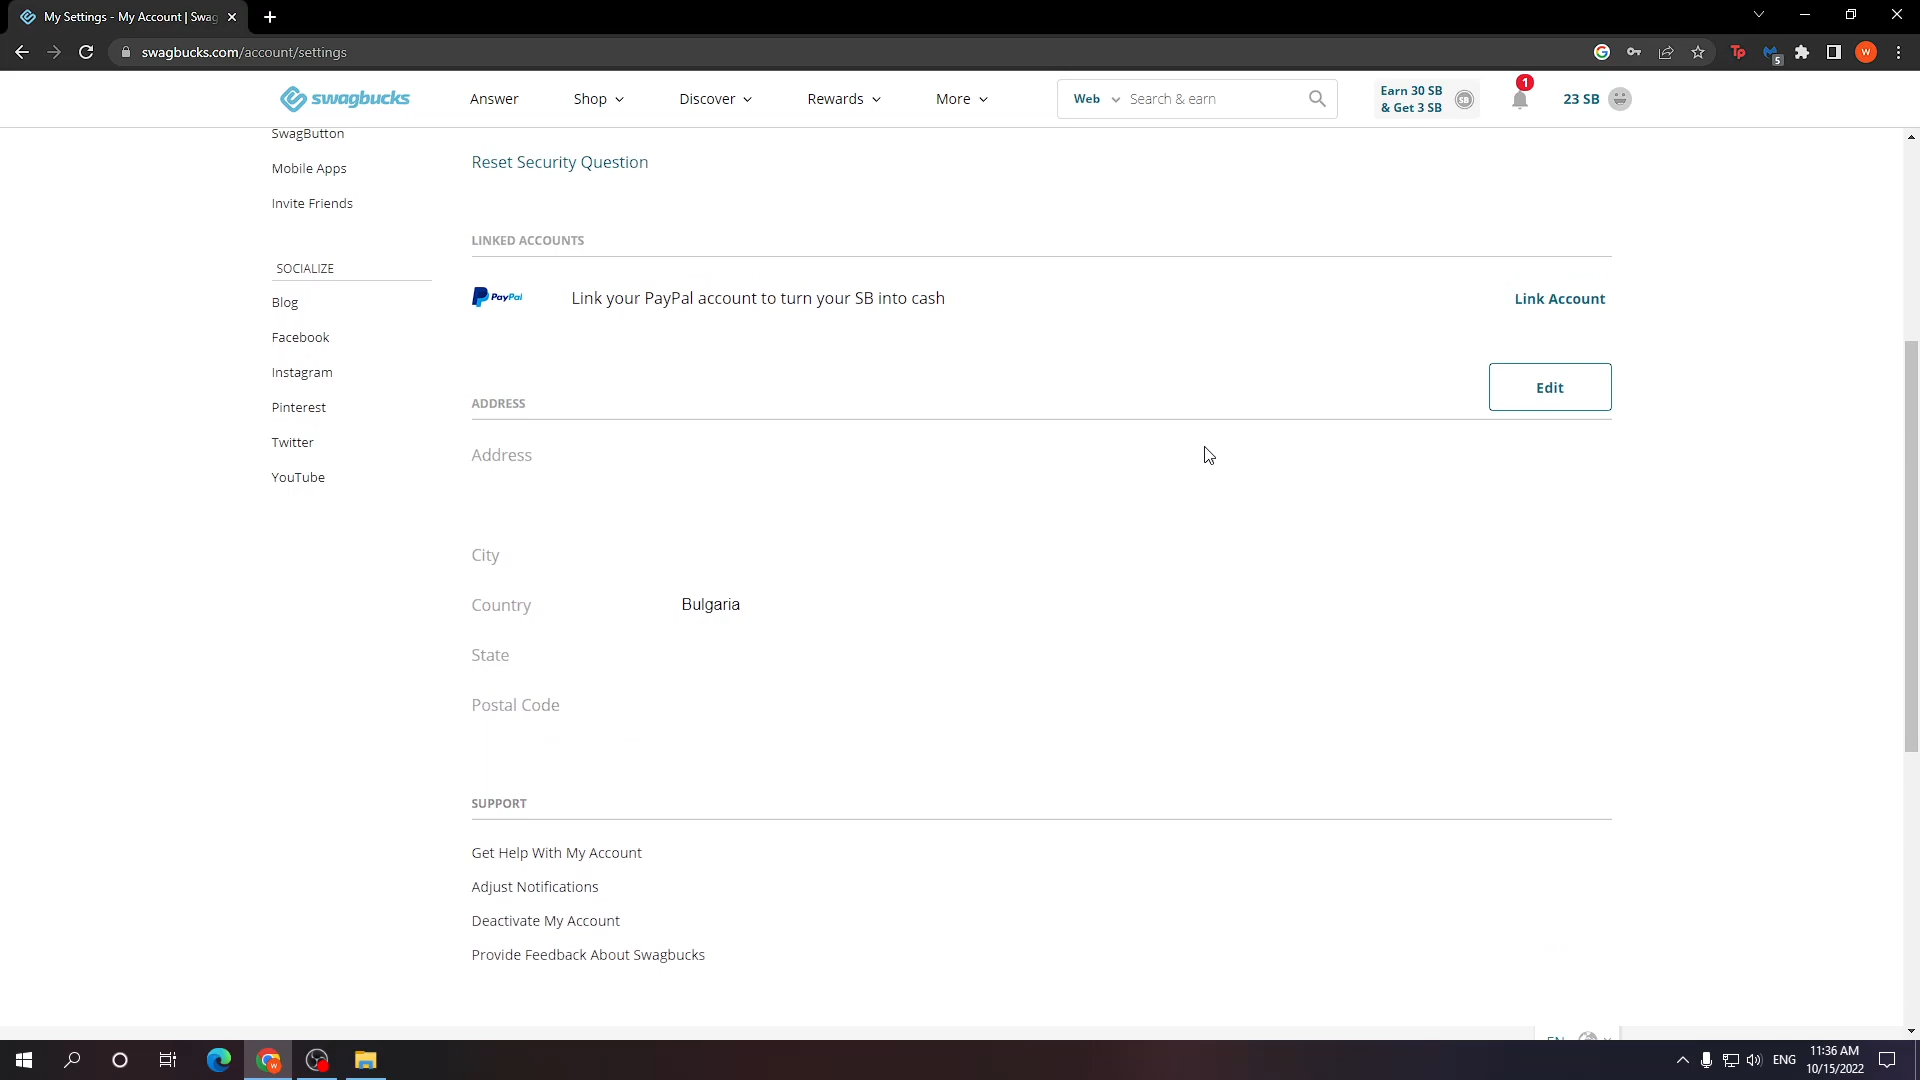 My Settings - My Account | Swag
swagbucks.com/account/settings
5
W
swagbucks
Answer
Shop
Discover
Rewards
More
Web
Search & earn
Earn 30 SB
& Get 3 SB
SB
1
23 SB
SwagButton
Mobile Apps
Invite Friends
SOCIALIZE
Blog
Facebook
Instagram
Pinterest
Twitter
YouTube
Reset Security Question
LINKED ACCOUNTS
PayPal
Link your PayPal account to turn your SB into cash
Link Account
ADDRESS
Edit
Address
City
Country
Bulgaria
State
Postal Code
SUPPORT
Get Help With My Account
Adjust Notifications
Deactivate My Account
Provide Feedback About Swagbucks
EN
ENG
11:36 AM
10/15/2022